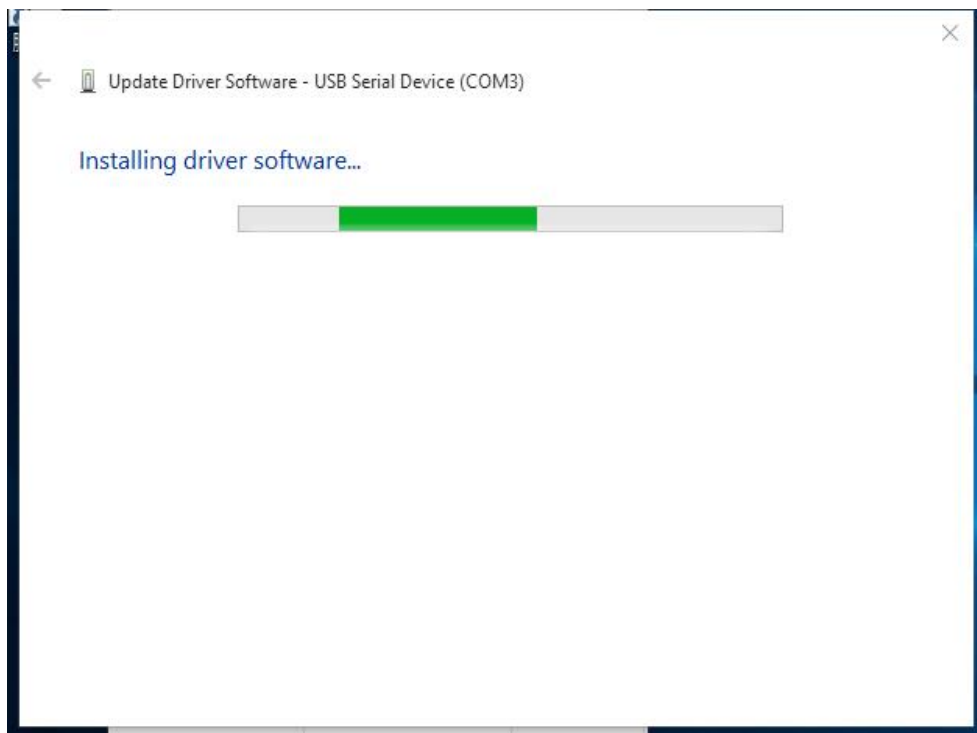 Update Driver Software - USB Serial Device (COM3)
Installing driver software...